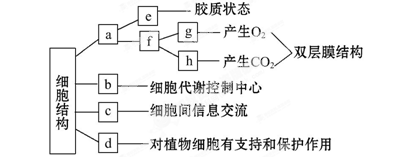 e 胶质状态
a
f
g 产生O₂
h 产生CO₂
双层膜结构
细胞结构
b 细胞代谢控制中心
c 细胞间信息交流
d 对植物细胞有支持和保护作用